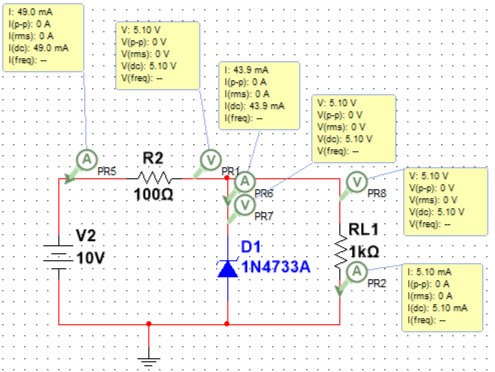 I: 49.0 mA
I(p-p): 0 A
I(rms): 0 A
I(dc): 49.0 mA
I(freq): --
V: 5.10 V
V(p-p): 0 V
V(rms): 0 V
V(dc): 5.10 V
V(freq): --
I: 43.9 mA
I(p-p): 0 A
I(rms): 0 A
I(dc): 43.9 mA
I(freq): --
V: 5.10 V
V(p-p): 0 V
V(rms): 0 V
V(dc): 5.10 V
V(freq): --
V: 5.10 V
V(p-p): 0 V
V(rms): 0 V
V(dc): 5.10 V
V(freq): --
A
PR5
R2
100Ω
V
PR1
A
PR6
V
PR7
V
PR8
V2
10V
D1
1N4733A
RL1
1kΩ
A
PR2
I: 5.10 mA
I(p-p): 0 A
I(rms): 0 A
I(dc): 5.10 mA
I(freq): --